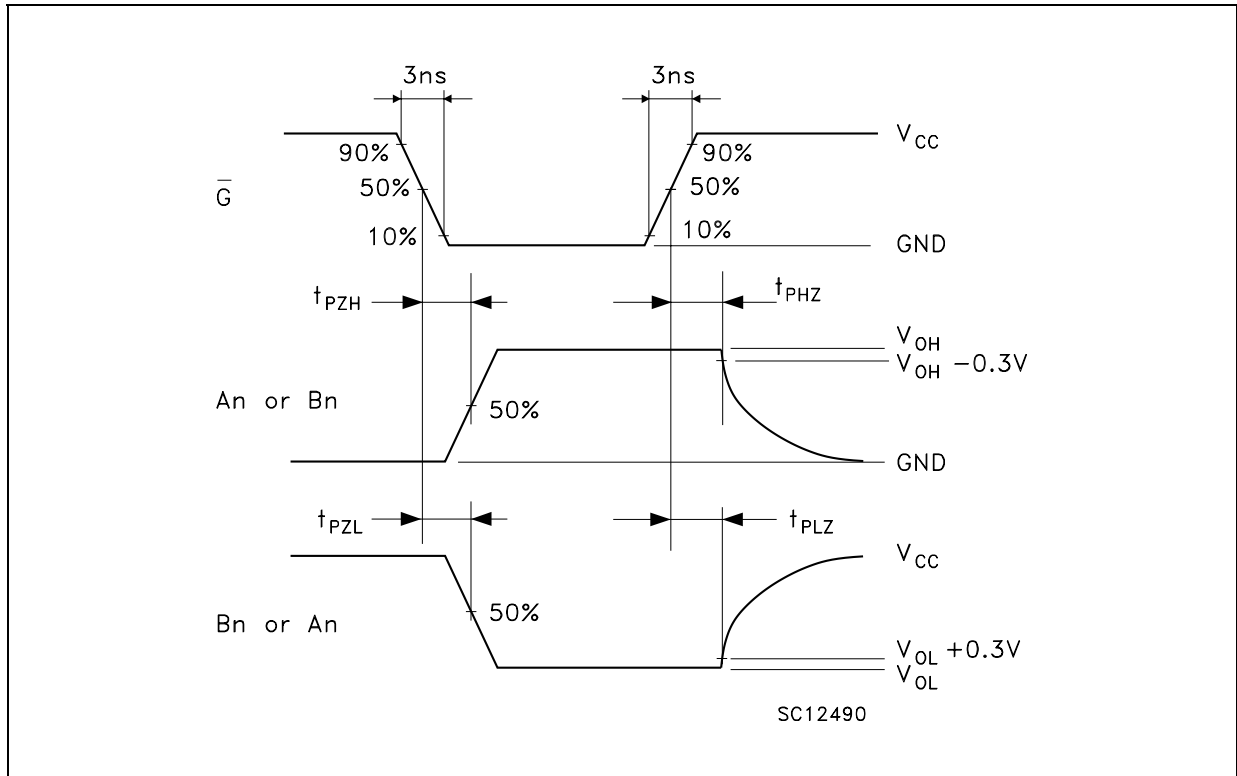 3ns 3ns
90% 90% V_CC
50% 50%
G̅
10% 10% GND
t_PZH t_PHZ
V_OH
V_OH −0.3V
An or Bn 50%
GND
t_PZL t_PLZ
V_CC
50%
Bn or An
V_OL +0.3V
V_OL
SC12490